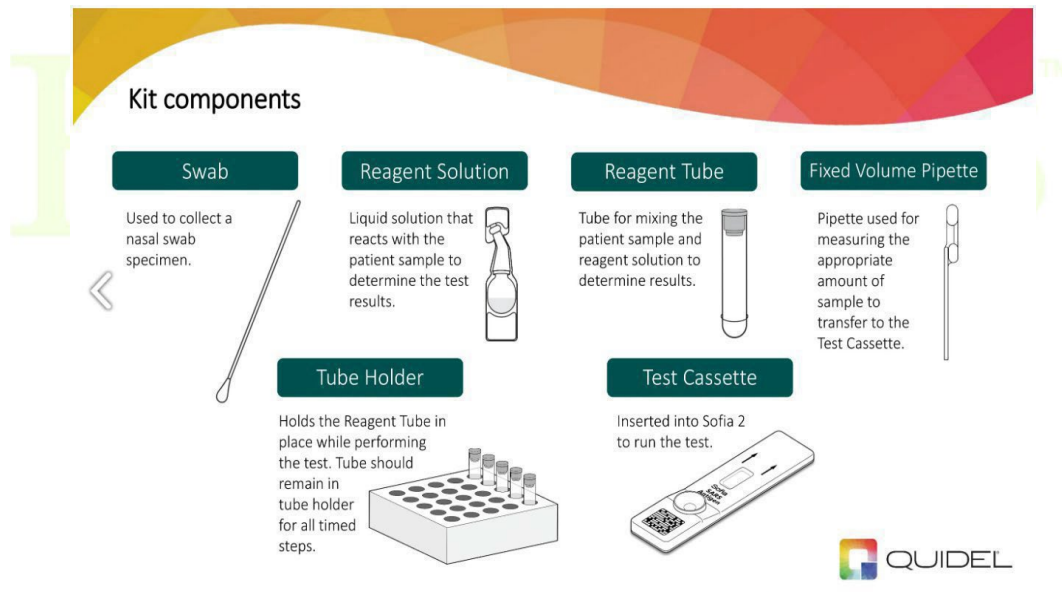 Kit components
Swab
Used to collect a
nasal swab
specimen.
Reagent Solution
Liquid solution that
reacts with the
patient sample to
determine the test
results.
Reagent Tube
Tube for mixing the
patient sample and
reagent solution to
determine results.
Fixed Volume Pipette
Pipette used for
measuring the
appropriate
amount of
sample to
transfer to the
Test Cassette.
Tube Holder
Holds the Reagent Tube in
place while performing
the test. Tube should
remain in
tube holder
for all timed
steps.
Test Cassette
Inserted into Sofia 2
to run the test.
Sofia
SARS
Antigen
QUIDEL